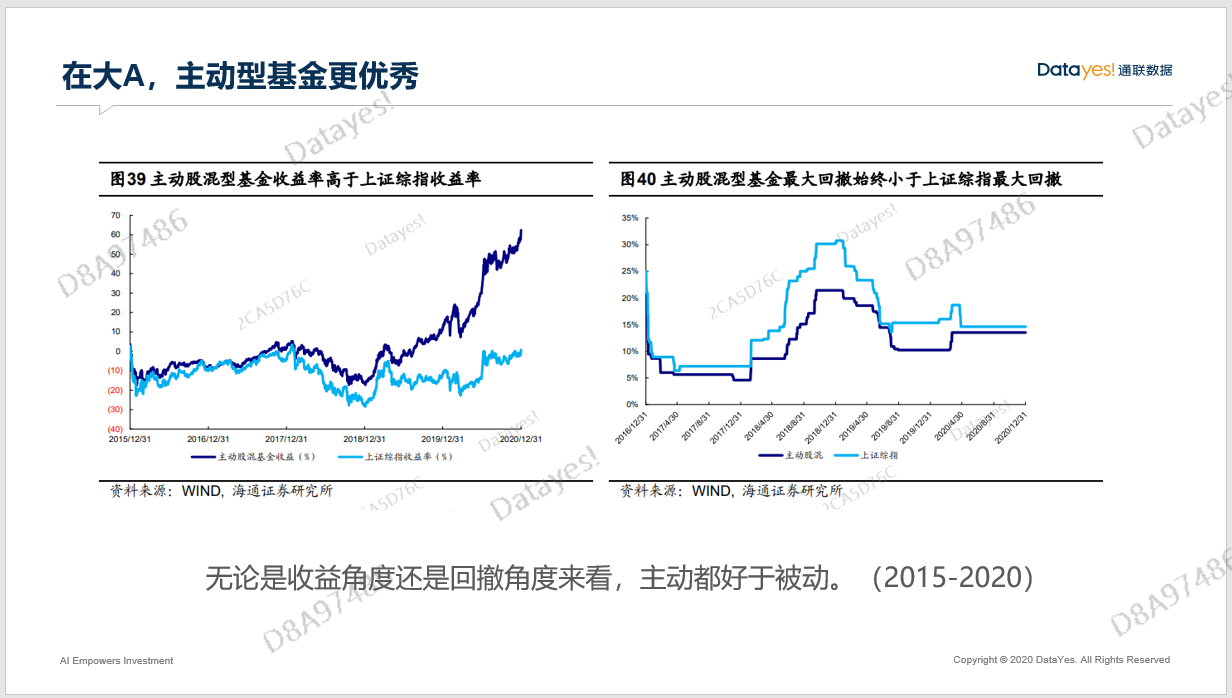 在大A，主动型基金更优秀
Datayes! 通联数据
图39 主动股混型基金收益率高于上证综指收益率
70
60
50
40
30
20
10
0
(10)
(20)
(30)
(40)
2015/12/31 2016/12/31 2017/12/31 2018/12/31 2019/12/31 2020/12/31
主动股混基金收益（%） 上证综指收益率（%）
资料来源：WIND, 海通证券研究所
图40 主动股混型基金最大回撤始终小于上证综指最大回撤
35%
30%
25%
20%
15%
10%
5%
0%
2016/12/31 2017/4/30 2017/8/31 2017/12/31 2018/4/30 2018/8/31 2018/12/31 2019/4/30 2019/8/31 2019/12/31 2020/4/30 2020/8/31 2020/12/31
主动股混 上证综指
资料来源：WIND, 海通证券研究所
无论是收益角度还是回撤角度来看，主动都好于被动。（2015-2020）
AI Empowers Investment
Copyright © 2020 DataYes. All Rights Reserved
Datayes!
Datayes!
D8A97486
Datayes!
2CA5D76C
Datayes!
2CA5D76C
D8A97486
Datayes!
Datayes!
Datayes!
2CA5D76C
D8A97486
D8A97486